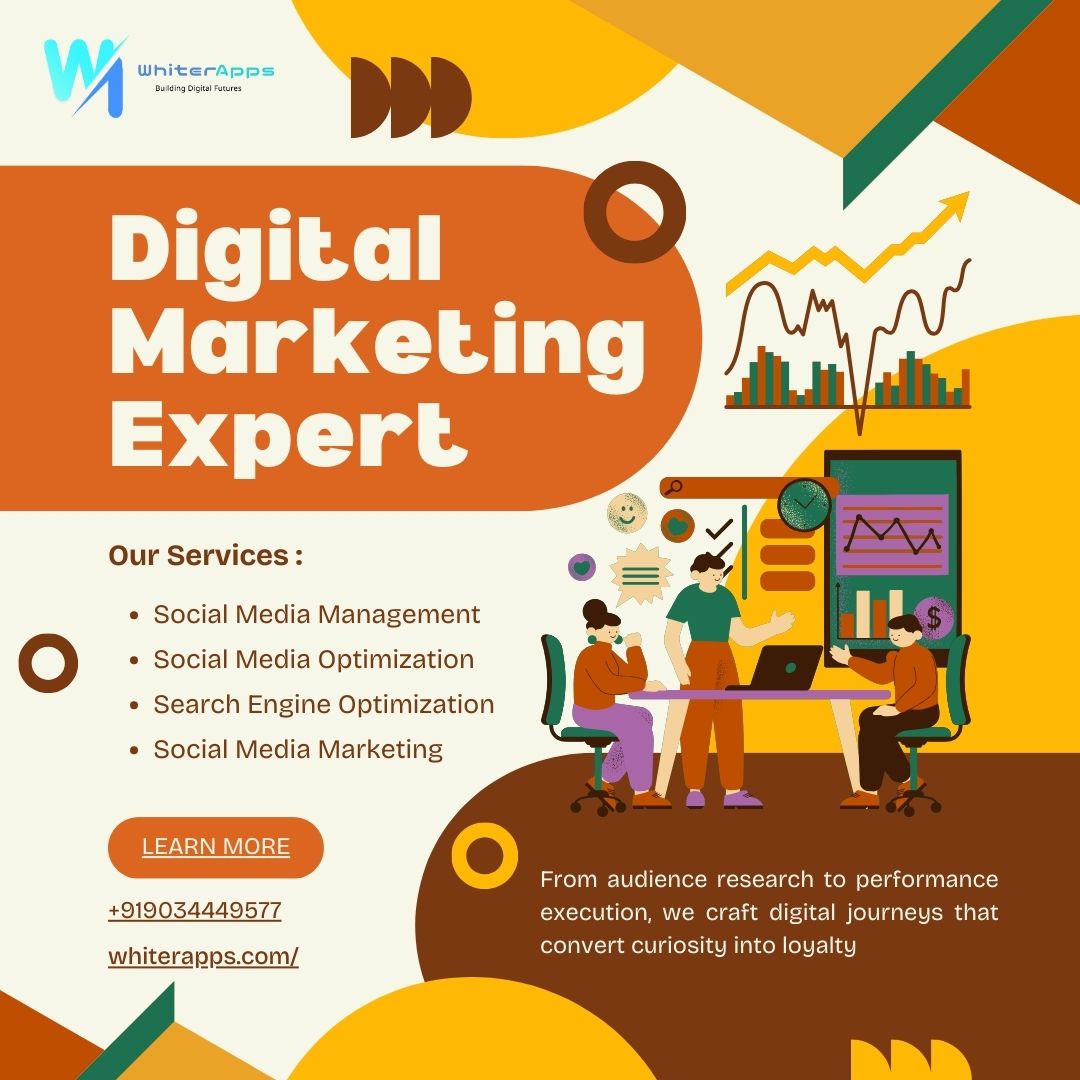 WhiterApps
Building Digital Futures
Digital
Marketing
Expert
Our Services :
Social Media Management
Social Media Optimization
Search Engine Optimization
Social Media Marketing
LEARN MORE
+919034449577
whiterapps.com/
$
From audience research to performance
execution, we craft digital journeys that
convert curiosity into loyalty